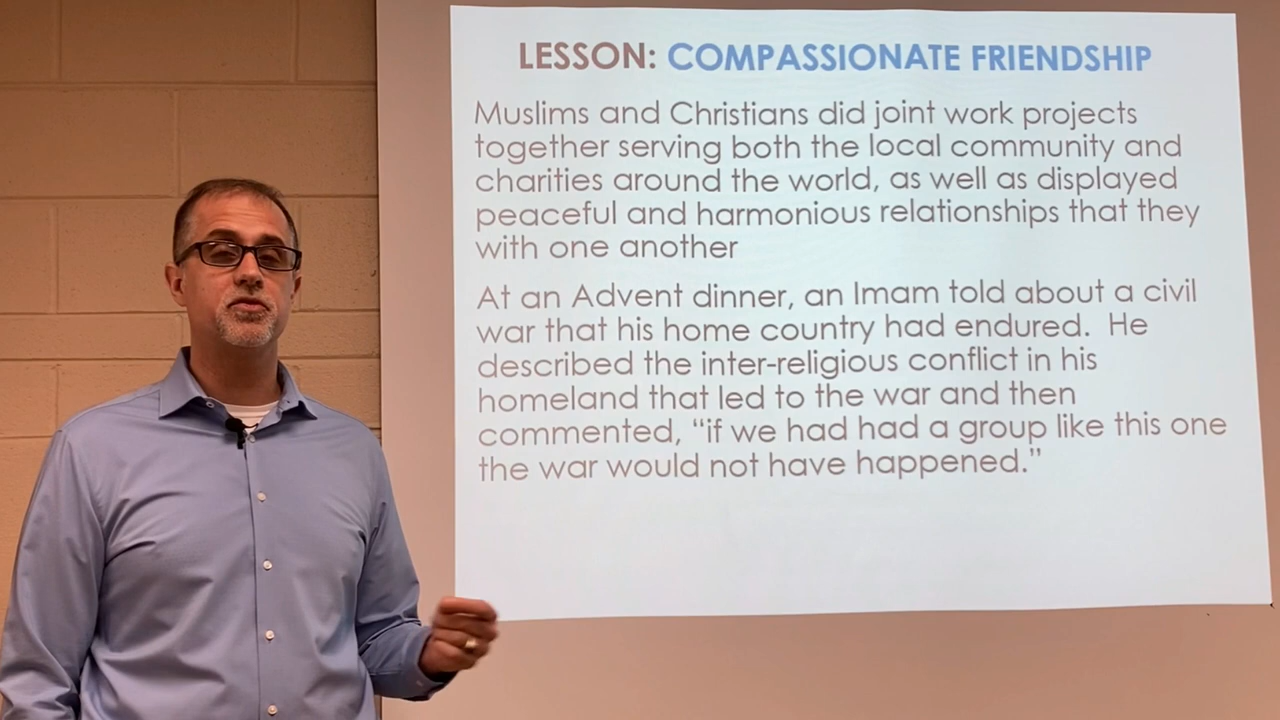 LESSON: COMPASSIONATE FRIENDSHIP
Muslims and Christians did joint work projects
together serving both the local community and
charities around the world, as well as displayed
peaceful and harmonious relationships that they
with one another
At an Advent dinner, an Imam told about a civil
war that his home country had endured. He
described the inter-religious conflict in his
homeland that led to the war and then
commented, “if we had had a group like this one
the war would not have happened.”